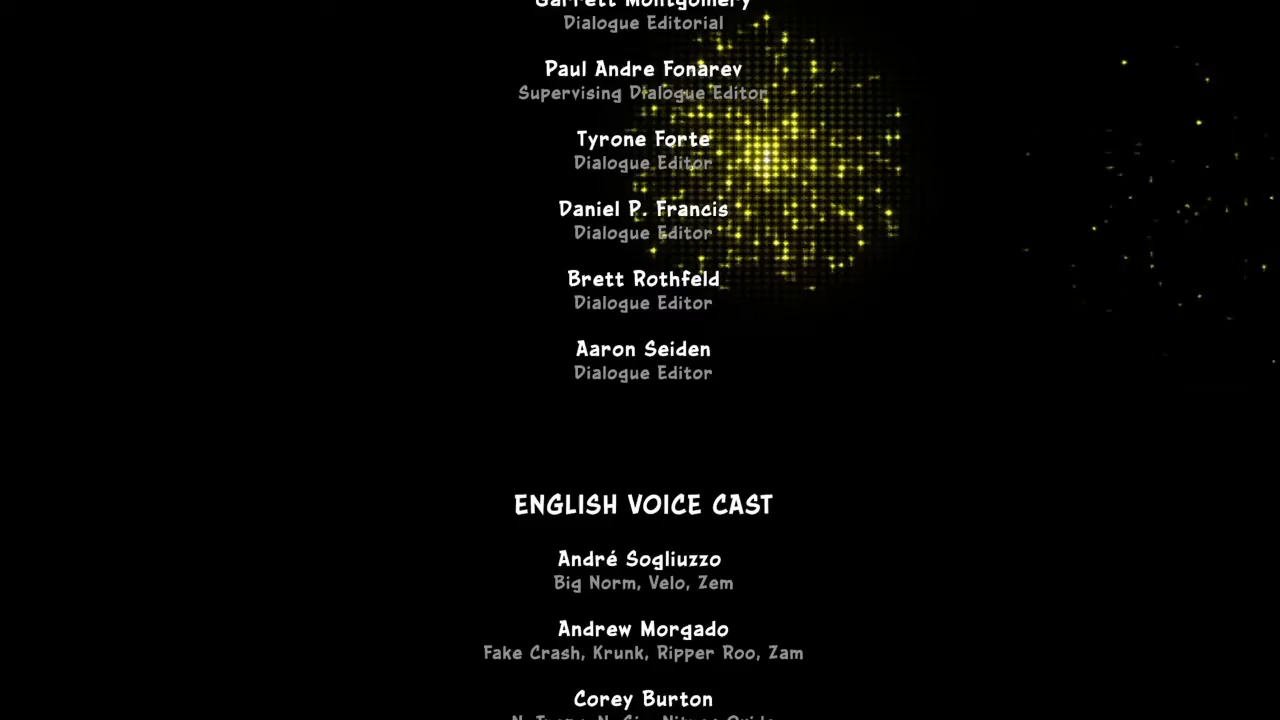 Garrett Montgomery
Dialogue Editorial
Paul Andre Fonarev
Supervising Dialogue Editor
Tyrone Forte
Dialogue Editor
Daniel P. Francis
Dialogue Editor
Brett Rothfeld
Dialogue Editor
Aaron Seiden
Dialogue Editor
ENGLISH VOICE CAST
André Sogliuzzo
Big Norm, Velo, Zem
Andrew Morgado
Fake Crash, Krunk, Ripper Roo, Zam
Corey Burton